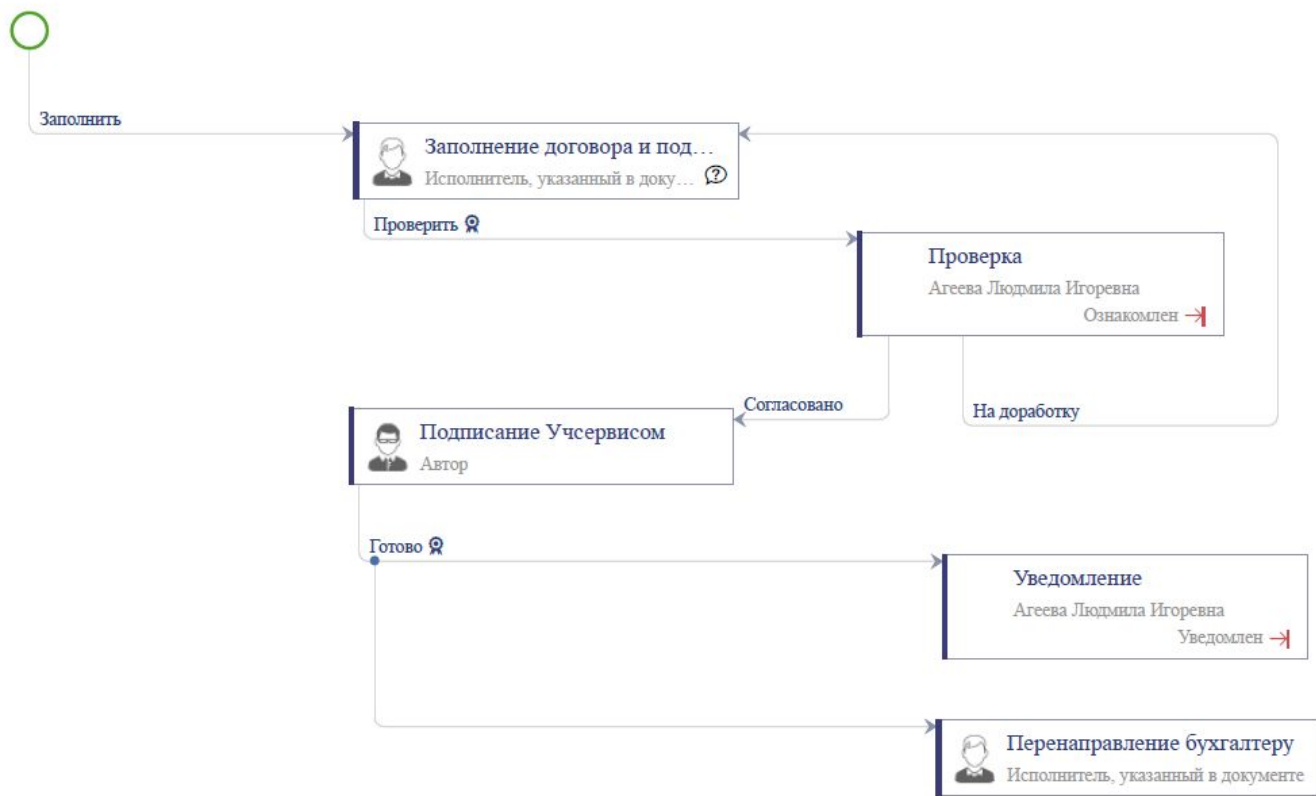 Заполнить
Заполнение договора и под...
Исполнитель, указанный в доку...
Проверить
Проверка
Агеева Людмила Игоревна
Ознакомлен
Согласовано
На доработку
Подписание Учсервисом
Автор
Готово
Уведомление
Агеева Людмила Игоревна
Уведомлен
Перенаправление бухгалтеру
Исполнитель, указанный в документе